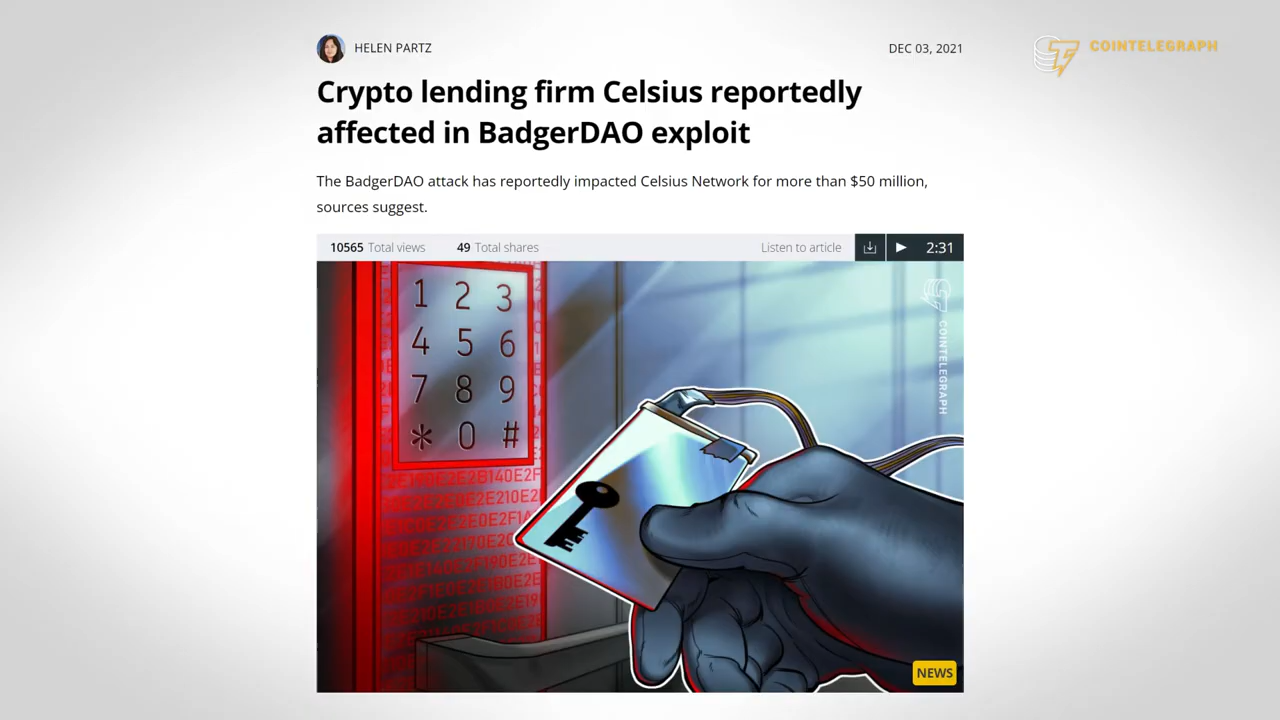 HELEN PARTZ
DEC 03, 2021
COINTELEGRAPH
Crypto lending firm Celsius reportedly
affected in BadgerDAO exploit
The BadgerDAO attack has reportedly impacted Celsius Network for more than $50 million,
sources suggest.
10565 Total views 49 Total shares Listen to article 2:31
1 2 3
4 5 6
7 8 9
* 0 #
COINTELEGRAPH
NEWS